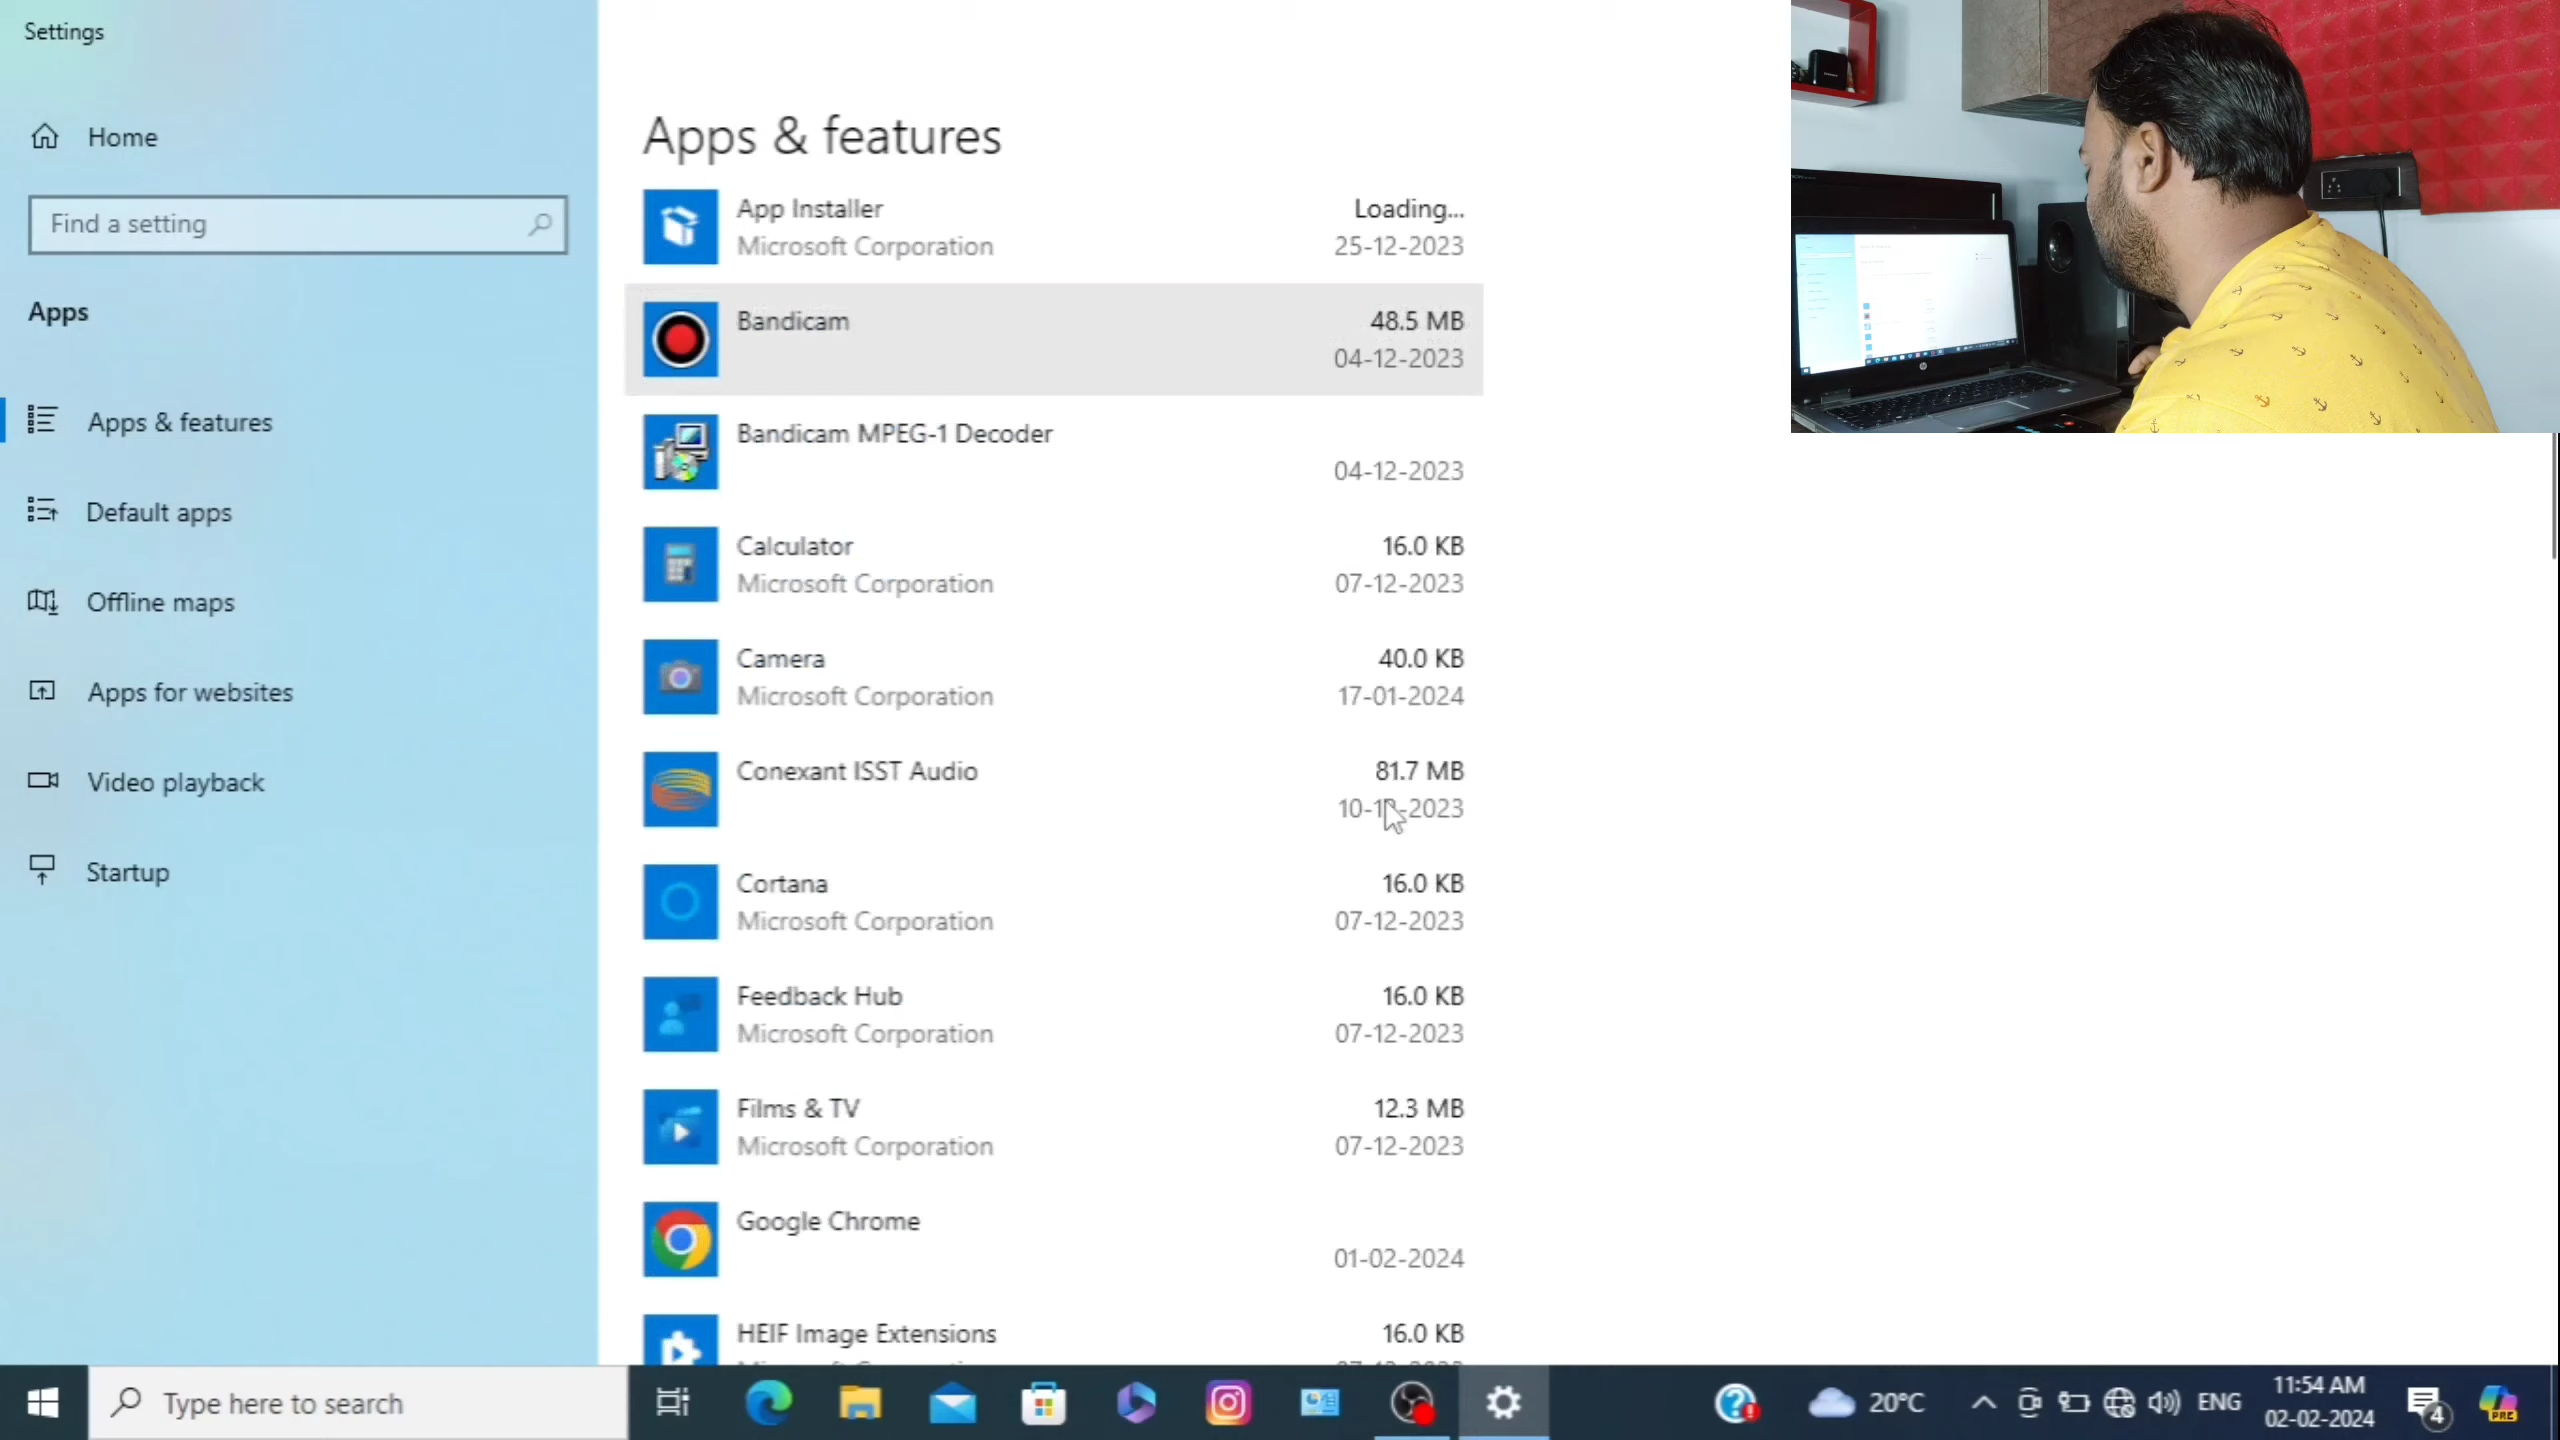 Settings
Home
Find a setting
Apps
Apps & features
Default apps
Offline maps
Apps for websites
Video playback
Startup
Apps & features
App Installer
Loading...
Microsoft Corporation
25-12-2023
Bandicam
48.5 MB
04-12-2023
Bandicam MPEG-1 Decoder
04-12-2023
Calculator
16.0 KB
Microsoft Corporation
07-12-2023
Camera
40.0 KB
Microsoft Corporation
17-01-2024
Conexant ISST Audio
81.7 MB
Cortana
16.0 KB
Microsoft Corporation
07-12-2023
Feedback Hub
16.0 KB
Microsoft Corporation
07-12-2023
Films & TV
12.3 MB
Microsoft Corporation
07-12-2023
Google Chrome
01-02-2024
HEIF Image Extensions
16.0 KB
Type here to search
20°C
ENG
11:54 AM
02-02-2024
4
PRE